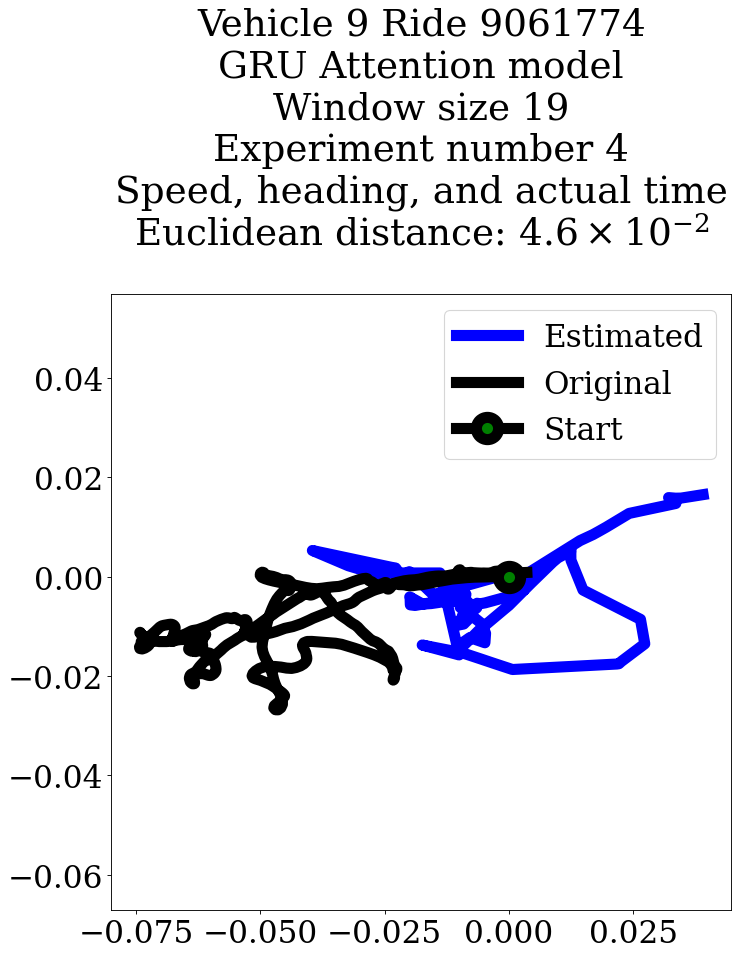 Vehicle 9 Ride 9061774
GRU Attention model
Window size 19
Experiment number 4
Speed, heading, and actual time
Euclidean distance: 4.6 × 10⁻²
Estimated
Original
Start
0.04
0.02
0.00
−0.02
−0.04
−0.06
−0.075 −0.050 −0.025 0.000 0.025